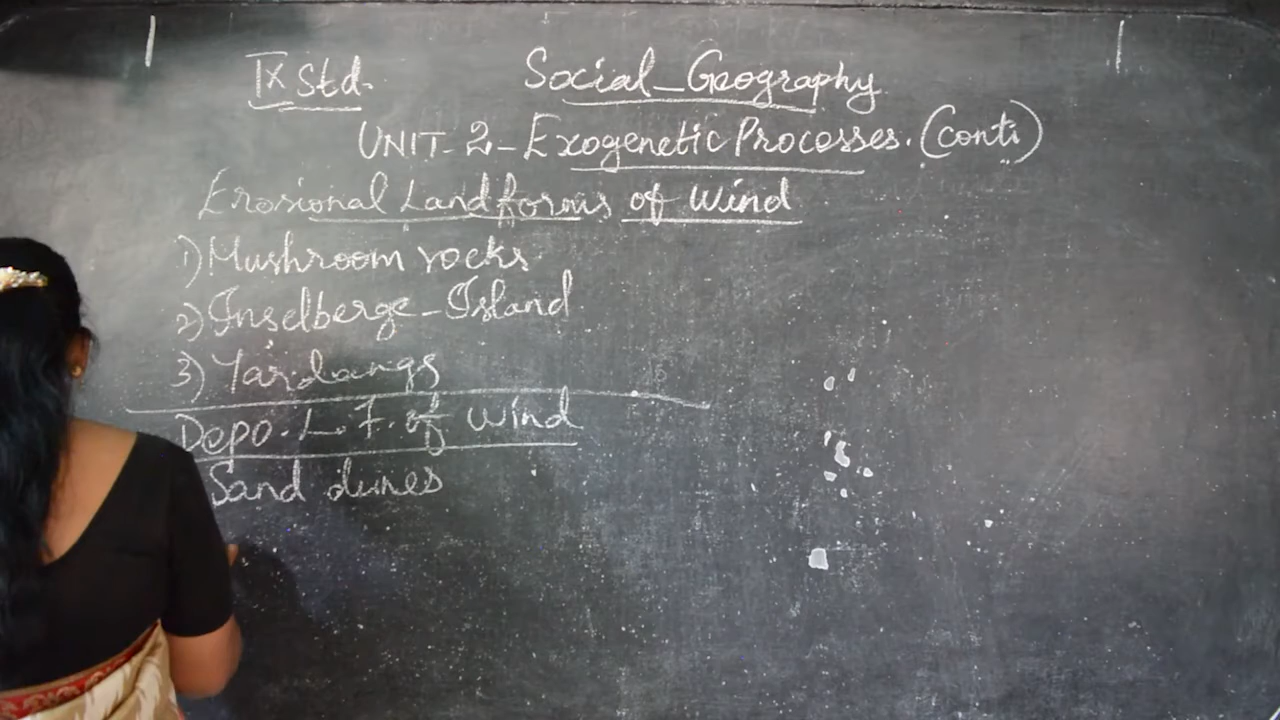 IX Std. Social-Geography
UNIT-2-Exogenetic Processes. (conti)
Erosional Landforms of Wind
1) Mushroom rocks
2) Inselberge-Island
3) Yardangs
Depo. L. F. of Wind
Sand dunes